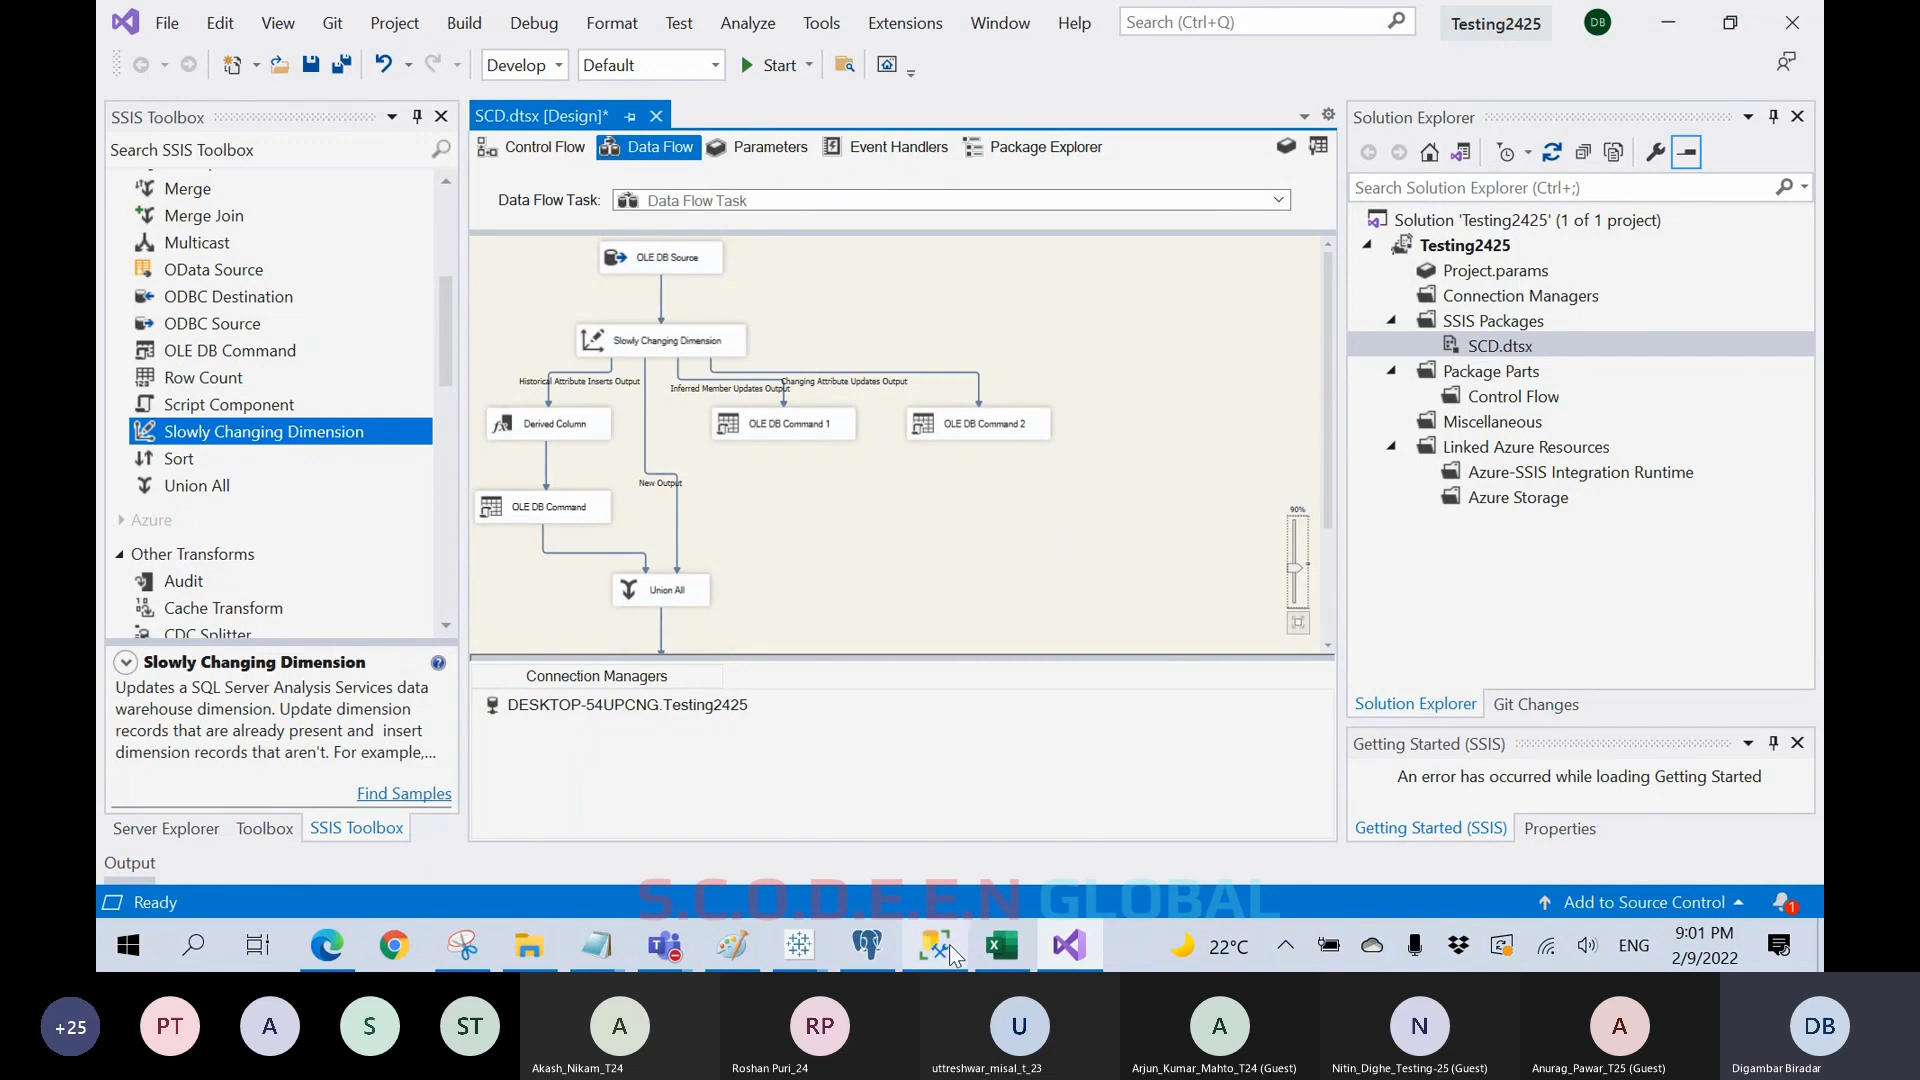 File Edit View Git Project Build Debug Format Test Analyze Tools Extensions Window Help Search (Ctrl+Q) Testing2425 DB
Develop Default Start
SSIS Toolbox
Search SSIS Toolbox
Merge
Merge Join
Multicast
OData Source
ODBC Destination
ODBC Source
OLE DB Command
Row Count
Script Component
Slowly Changing Dimension
Sort
Union All
Azure
Other Transforms
Audit
Cache Transform
CDC Splitter
Slowly Changing Dimension
Updates a SQL Server Analysis Services data
warehouse dimension. Update dimension
records that are already present and insert
dimension records that aren't. For example,...
Find Samples
Server Explorer Toolbox SSIS Toolbox
Output
SCD.dtsx [Design]*
Control Flow Data Flow Parameters Event Handlers Package Explorer
Data Flow Task: Data Flow Task
OLE DB Source
Slowly Changing Dimension
Historical Attribute Inserts Output
Inferred Member Updates Output
Changing Attribute Updates Output
Derived Column
OLE DB Command 1
OLE DB Command 2
New Output
OLE DB Command
Union All
90%
Connection Managers
DESKTOP-54UPCNG.Testing2425
Solution Explorer
Search Solution Explorer (Ctrl+;)
Solution 'Testing2425' (1 of 1 project)
Testing2425
Project.params
Connection Managers
SSIS Packages
SCD.dtsx
Package Parts
Control Flow
Miscellaneous
Linked Azure Resources
Azure-SSIS Integration Runtime
Azure Storage
Solution Explorer Git Changes
Getting Started (SSIS)
An error has occurred while loading Getting Started
Getting Started (SSIS) Properties
Ready
Add to Source Control
1
S.C.O.D.E.E.N GLOBAL
22°C ENG
9:01 PM
2/9/2022
+25 PT A S ST A RP U A N A DB
Akash_Nikam_T24
Roshan Puri_24
uttreshwar_misal_t_23
Arjun_Kumar_Mahto_T24 (Guest)
Nitin_Dighe_Testing-25 (Guest)
Anurag_Pawar_T25 (Guest)
Digambar Biradar